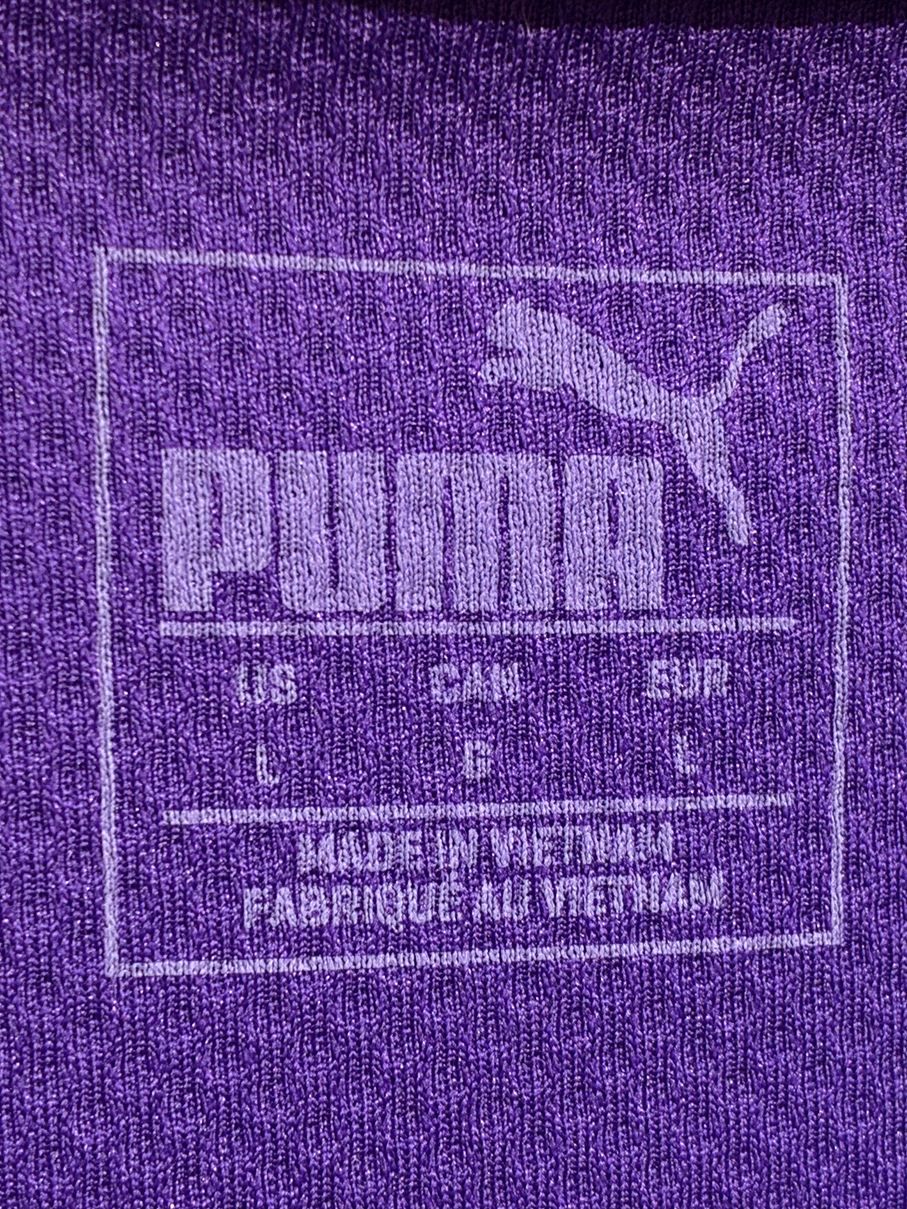 PUMA
US CAN EUR
L G L
MADE IN VIETNAM
FABRIQUÉ AU VIETNAM